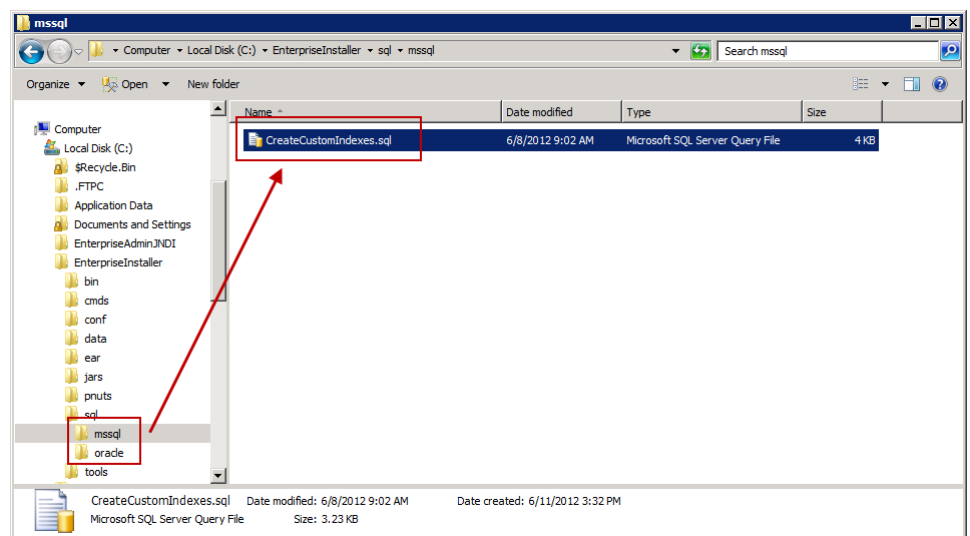 mssql
Computer Local Disk (C:) EnterpriseInstaller sql mssql
Search mssql
Organize Open New folder
Name Date modified Type Size
CreateCustomIndexes.sql 6/8/2012 9:02 AM Microsoft SQL Server Query File 4 KB
Computer
Local Disk (C:)
$Recycle.Bin
.FTPC
Application Data
Documents and Settings
EnterpriseAdminJNDI
EnterpriseInstaller
bin
cmds
conf
data
ear
jars
pnuts
sql
mssql
oracle
tools
CreateCustomIndexes.sql Date modified: 6/8/2012 9:02 AM Date created: 6/11/2012 3:32 PM
Microsoft SQL Server Query File Size: 3.23 KB